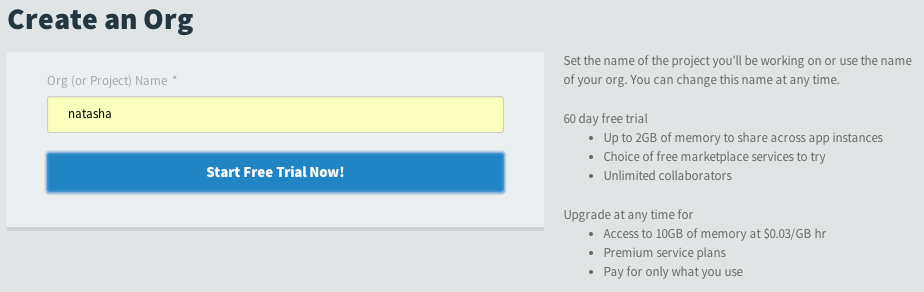 Create an Org
Org (or Project) Name *
natasha
Start Free Trial Now!
Set the name of the project you'll be working on or use the name
of your org. You can change this name at any time.
60 day free trial
• Up to 2GB of memory to share across app instances
• Choice of free marketplace services to try
• Unlimited collaborators
Upgrade at any time for
• Access to 10GB of memory at $0.03/GB hr
• Premium service plans
• Pay for only what you use